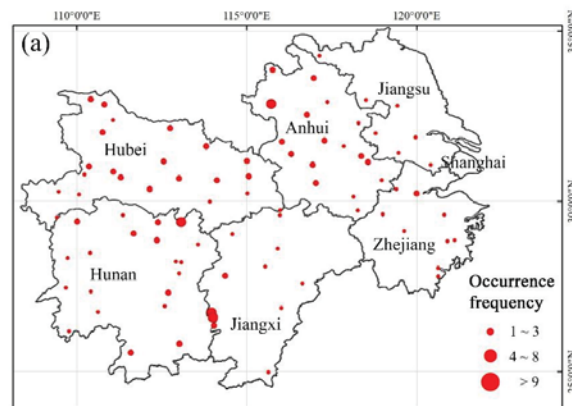 110°0'0"E 115°0'0"E 120°0'0"E
(a)
Jiangsu
Anhui
Hubei
Shanghai
Zhejiang
Hunan
Jiangxi
Occurrence
frequency
1 ~ 3
4 ~ 8
> 9